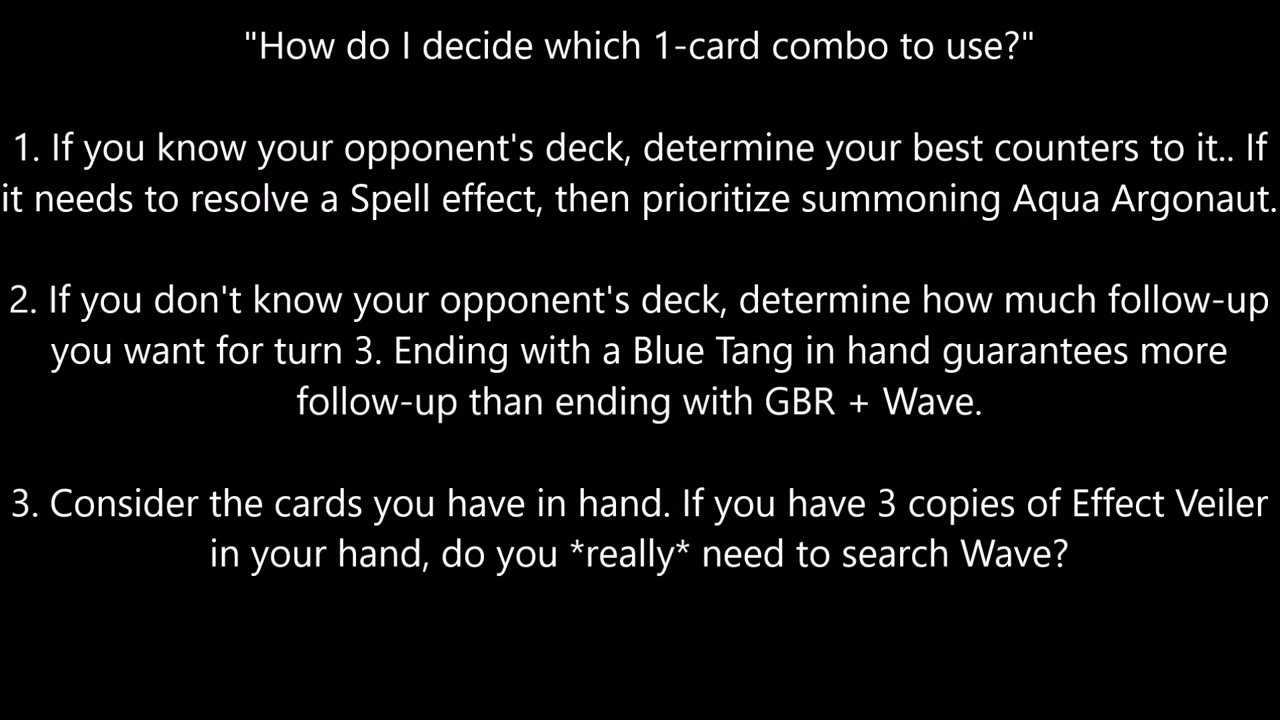 "How do I decide which 1-card combo to use?"
1. If you know your opponent's deck, determine your best counters to it.. If
it needs to resolve a Spell effect, then prioritize summoning Aqua Argonaut.
2. If you don't know your opponent's deck, determine how much follow-up
you want for turn 3. Ending with a Blue Tang in hand guarantees more
follow-up than ending with GBR + Wave.
3. Consider the cards you have in hand. If you have 3 copies of Effect Veiler
in your hand, do you *really* need to search Wave?